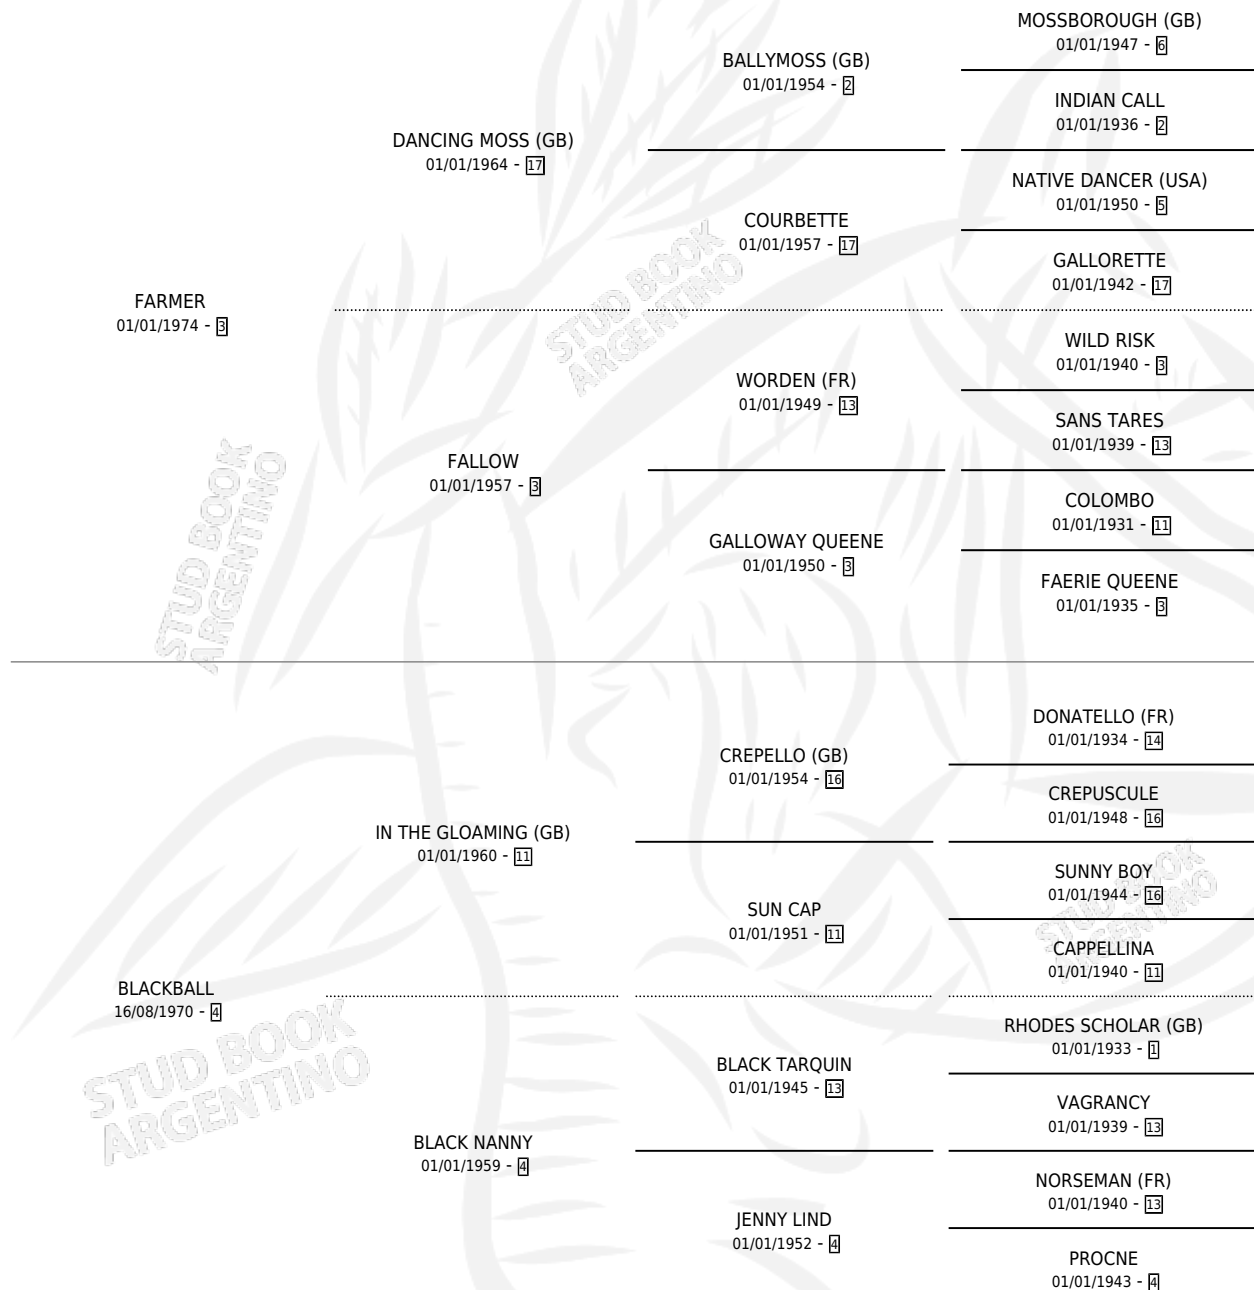 MOSSBOROUGH (GB)
01/01/1947 - 6
BALLYMOSS (GB)
01/01/1954 - 2
INDIAN CALL
01/01/1936 - 2
DANCING MOSS (GB)
01/01/1964 - 17
NATIVE DANCER (USA)
01/01/1950 - 5
COURBETTE
01/01/1957 - 17
GALLORETTE
01/01/1942 - 17
FARMER
01/01/1974 - 3
WILD RISK
01/01/1940 - 3
WORDEN (FR)
01/01/1949 - 13
SANS TARES
01/01/1939 - 13
FALLOW
01/01/1957 - 3
COLOMBO
01/01/1931 - 11
GALLOWAY QUEENE
01/01/1950 - 3
FAERIE QUEENE
01/01/1935 - 3
DONATELLO (FR)
01/01/1934 - 14
CREPELLO (GB)
01/01/1954 - 16
CREPUSCULE
01/01/1948 - 16
IN THE GLOAMING (GB)
01/01/1960 - 11
SUNNY BOY
01/01/1944 - 16
SUN CAP
01/01/1951 - 11
CAPPELLINA
01/01/1940 - 11
BLACKBALL
16/08/1970 - 4
RHODES SCHOLAR (GB)
01/01/1933 - 1
BLACK TARQUIN
01/01/1945 - 13
VAGRANCY
01/01/1939 - 13
BLACK NANNY
01/01/1959 - 4
NORSEMAN (FR)
01/01/1940 - 13
JENNY LIND
01/01/1952 - 4
PROCNE
01/01/1943 - 4
STUD BOOK
ARGENTINO
STUD BOOK
ARGENTINO
STUD BOOK
ARGENTINO
STUD BOOK
ARGENTINO